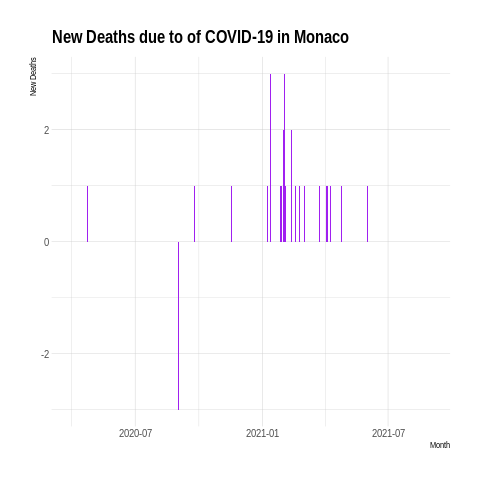 New Deaths due to of COVID-19 in Monaco
New Deaths
2
0
-2
2020-07
2021-01
2021-07
Month